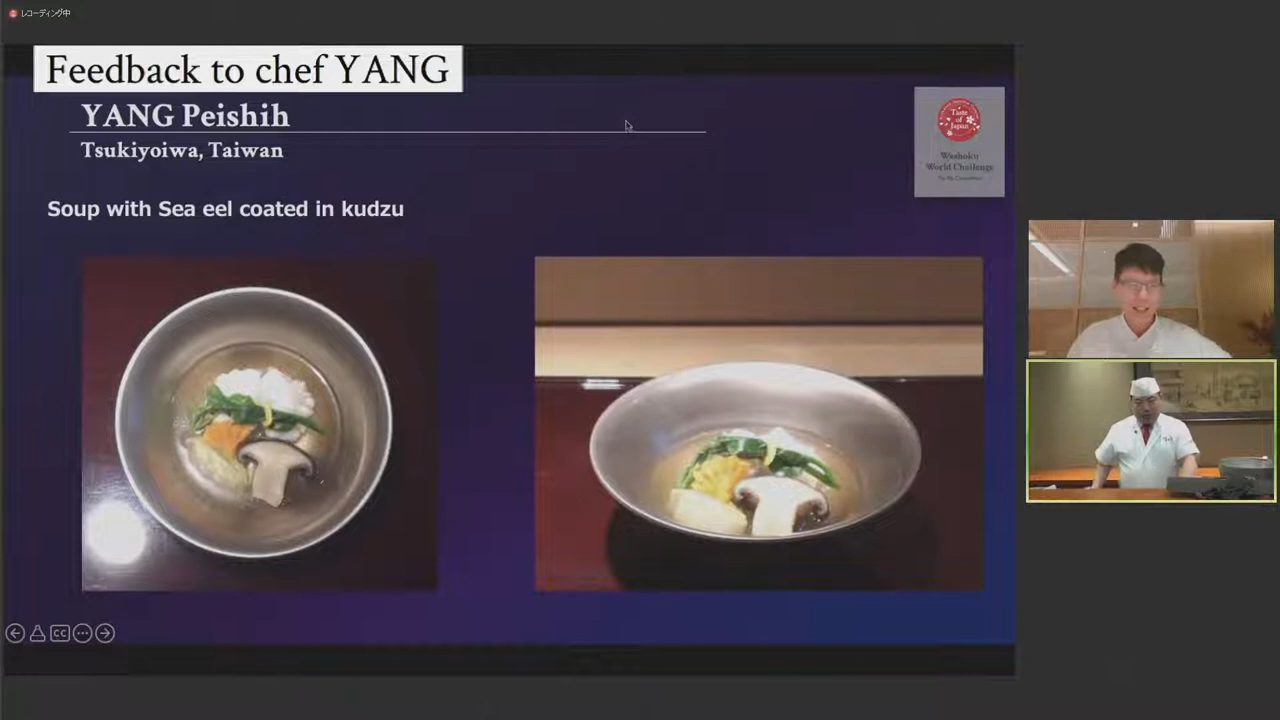 レコーディング中
Feedback to chef YANG
YANG Peishih
Tsukiyoiwa, Taiwan
Taste
of
Japan
Washoku
World Challenge
Soup with Sea eel coated in kudzu
CC